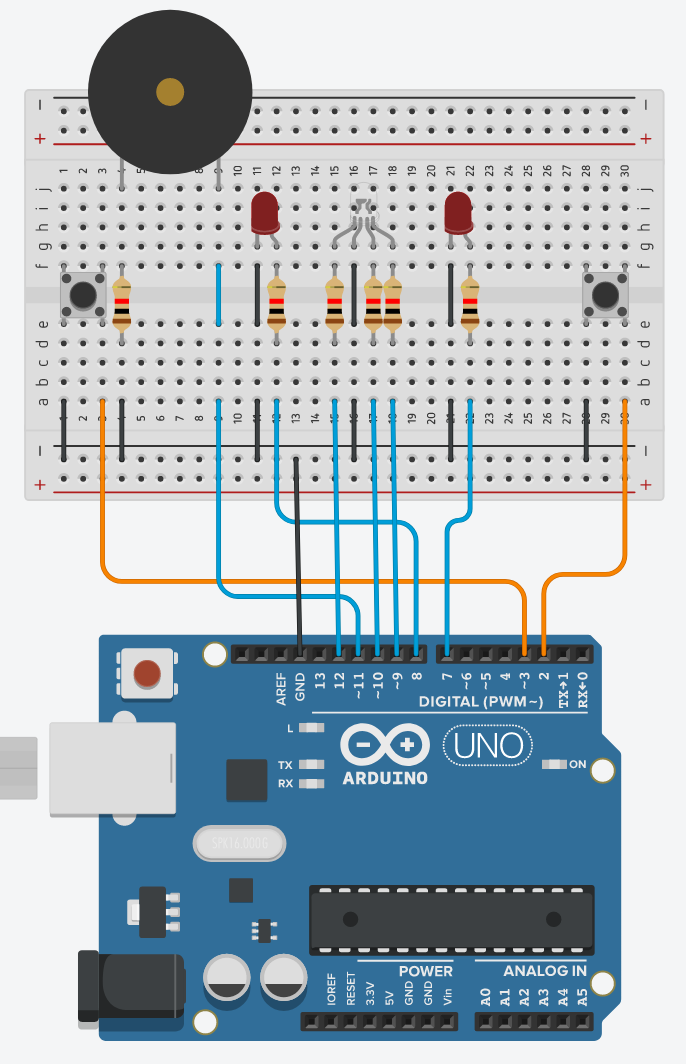 − −
+ +
1 2 3 4 5 8 9 10 11 12 13 14 15 16 17 18 19 20 21 22 23 24 25 26 27 28 29 30
j j
i i
h h
g g
f f
e e
d d
c c
b b
a a
1 2 3 4 5 6 7 8 9 10 11 12 13 14 15 16 17 18 19 20 21 22 23 24 25 26 27 28 29 30
− −
+ +
AREF
GND
13
12
~11
~10
~9
8
7
~6
~5
4
~3
2
TX→1
RX←0
DIGITAL (PWM~)
L
TX
RX
ARDUINO
UNO
ON
SPK16.000G
POWER
ANALOG IN
IOREF
RESET
3.3V
5V
GND
GND
Vin
A0
A1
A2
A3
A4
A5